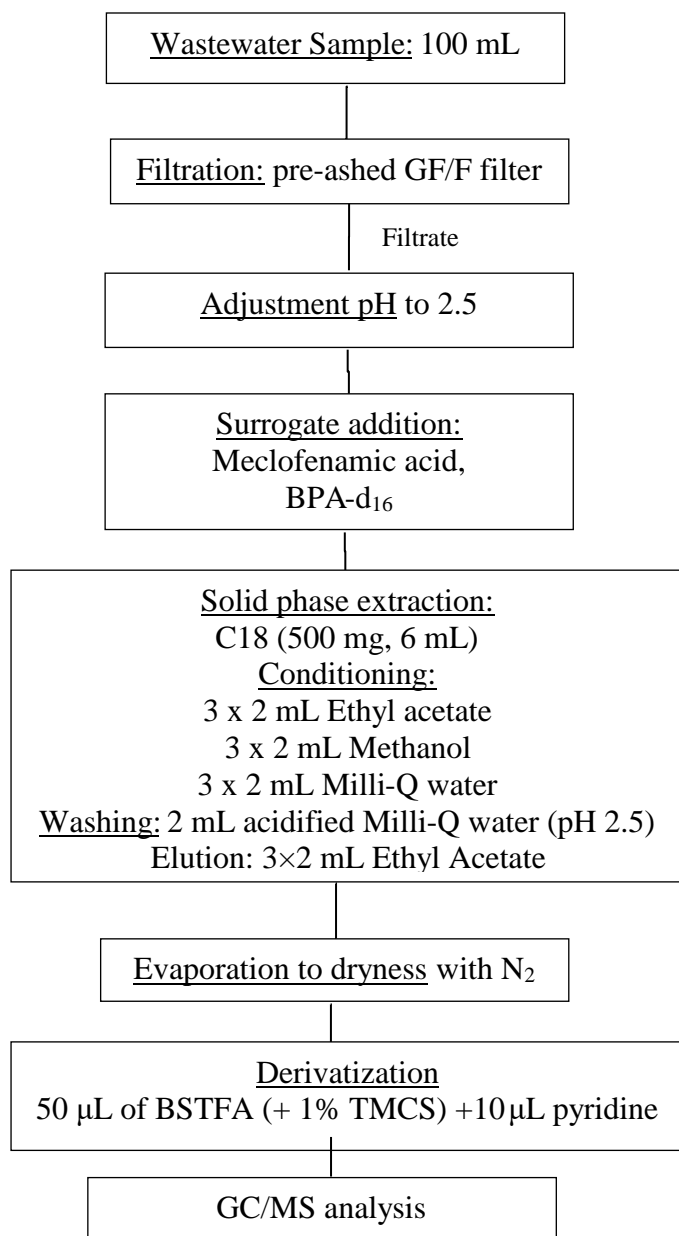 Wastewater Sample: 100 mL
Filtration: pre-ashed GF/F filter
Filtrate
Adjustment pH to 2.5
Surrogate addition:
Meclofenamic acid,
BPA-d₁₆
Solid phase extraction:
C18 (500 mg, 6 mL)
Conditioning:
3 x 2 mL Ethyl acetate
3 x 2 mL Methanol
3 x 2 mL Milli-Q water
Washing: 2 mL acidified Milli-Q water (pH 2.5)
Elution: 3×2 mL Ethyl Acetate
Evaporation to dryness with N₂
Derivatization
50 μL of BSTFA (+ 1% TMCS) +10 μL pyridine
GC/MS analysis